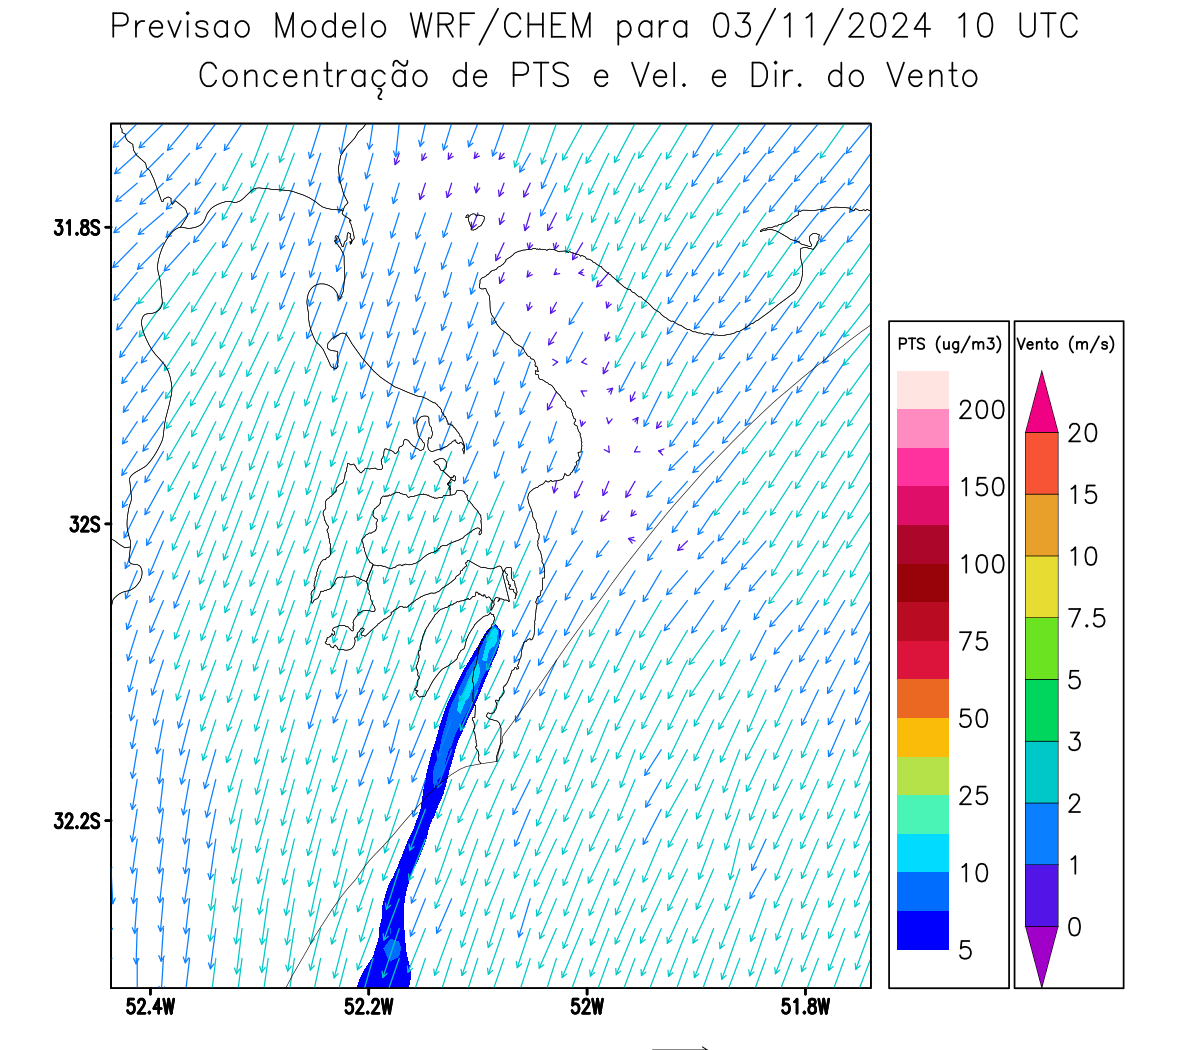 Previsao Modelo WRF/CHEM para 03/11/2024 10 UTC
Concentração de PTS e Vel. e Dir. do Vento
31.8S
32S
32.2S
52.4W
52.2W
52W
51.8W
PTS (ug/m3)
200
150
100
75
50
25
10
5
Vento (m/s)
20
15
10
7.5
5
3
2
1
0